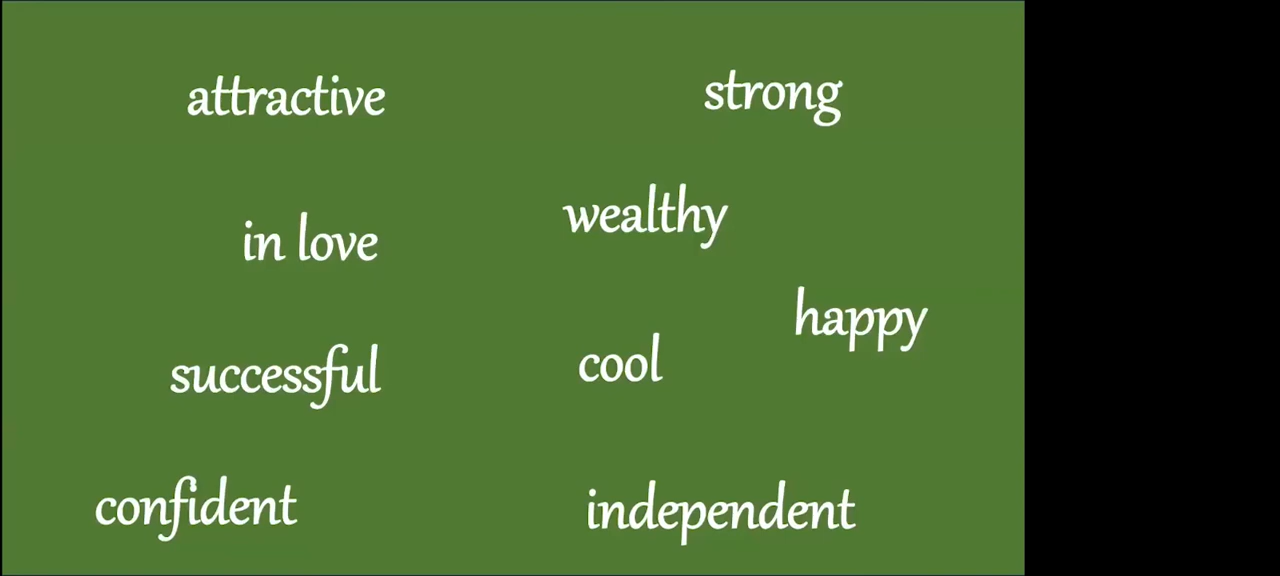 attractive
strong
in love
wealthy
happy
successful
cool
confident
independent